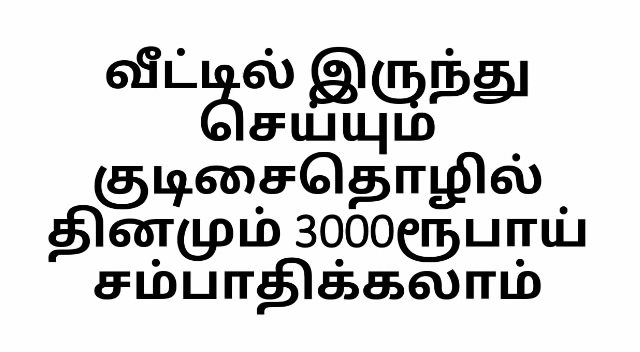 வீட்டில் இருந்து
செய்யும்
குடிசைதொழில்
தினமும் 3000ரூபாய்
சம்பாதிக்கலாம்